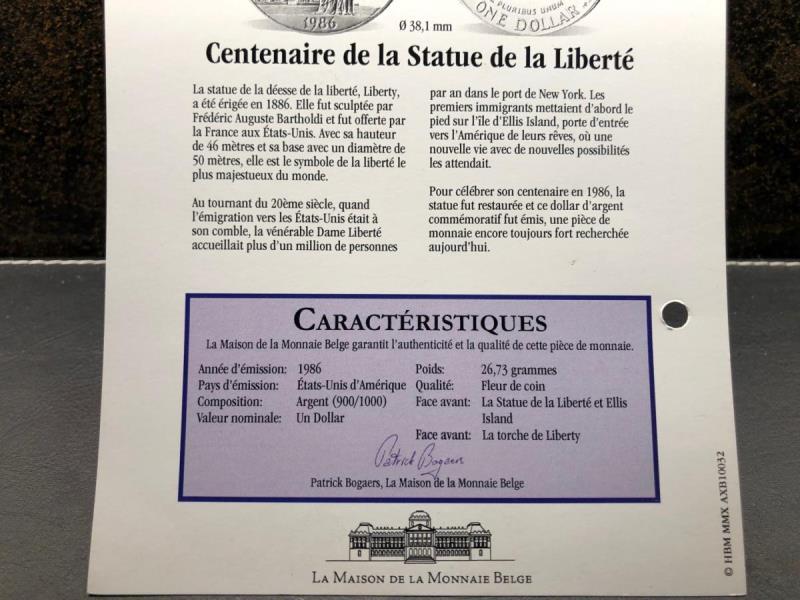 1986
PLURIBUS UNUM
ONE DOLLAR
Ø 38,1 mm
Centenaire de la Statue de la Liberté
La statue de la déesse de la liberté, Liberty,
a été érigée en 1886. Elle fut sculptée par
Frédéric Auguste Bartholdi et fut offerte par
la France aux États-Unis. Avec sa hauteur
de 46 mètres et sa base avec un diamètre de
50 mètres, elle est le symbole de la liberté le
plus majestueux du monde.
Au tournant du 20ème siècle, quand
l'émigration vers les États-Unis était à
son comble, la vénérable Dame Liberté
accueillait plus d'un million de personnes
par an dans le port de New York. Les
premiers immigrants mettaient d'abord le
pied sur l'île d'Ellis Island, porte d'entrée
vers l'Amérique de leurs rêves, où une
nouvelle vie avec de nouvelles possibilités
les attendait.
Pour célébrer son centenaire en 1986, la
statue fut restaurée et ce dollar d'argent
commémoratif fut émis, une pièce de
monnaie encore toujours fort recherchée
aujourd'hui.
CARACTÉRISTIQUES
La Maison de la Monnaie Belge garantit l'authenticité et la qualité de cette pièce de monnaie.
Année d'émission: 1986
Pays d'émission: États-Unis d'Amérique
Composition: Argent (900/1000)
Valeur nominale: Un Dollar
Poids: 26,73 grammes
Qualité: Fleur de coin
Face avant: La Statue de la Liberté et Ellis
Island
Face avant: La torche de Liberty
Patrick Bogaers
Patrick Bogaers, La Maison de la Monnaie Belge
LA MAISON DE LA MONNAIE BELGE
© HBM MMX AXB10032